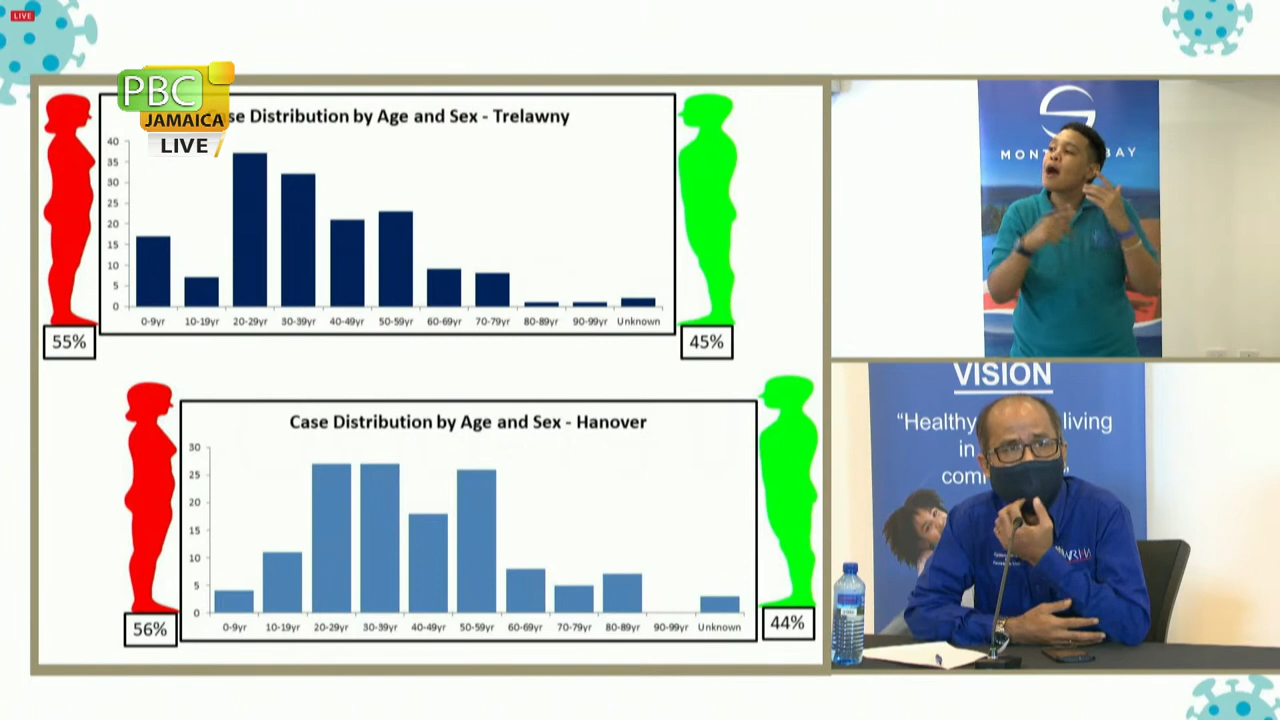 LIVE
PBC
JAMAICA
LIVE
se Distribution by Age and Sex - Trelawny
40
35
30
25
20
15
10
5
0
0-9yr 10-19yr 20-29yr 30-39yr 40-49yr 50-59yr 60-69yr 70-79yr 80-89yr 90-99yr Unknown
55%
45%
Case Distribution by Age and Sex - Hanover
30
25
20
15
10
5
0
0-9yr 10-19yr 20-29yr 30-39yr 40-49yr 50-59yr 60-69yr 70-79yr 80-89yr 90-99yr Unknown
56%
44%
MONT BAY
VISION
"Healthy living
in
com